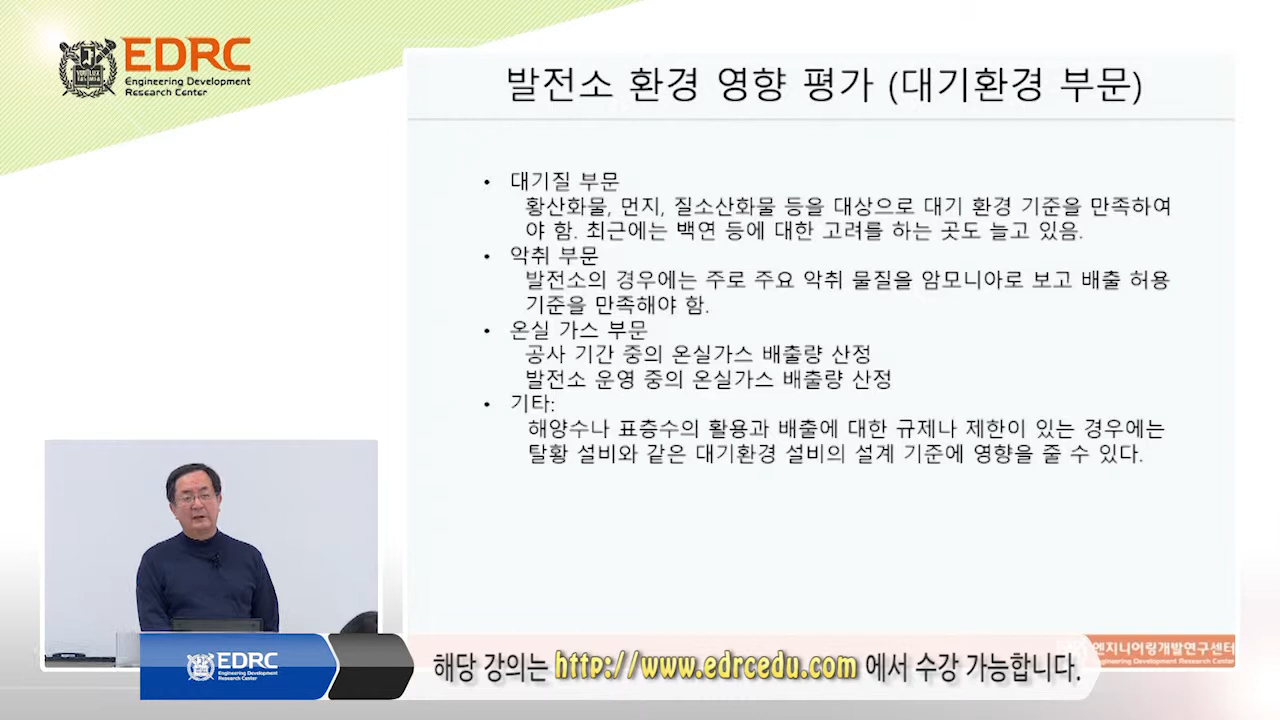 EDRC
Engineering Development
Research Center
발전소 환경 영향 평가 (대기환경 부문)
• 대기질 부문
황산화물, 먼지, 질소산화물 등을 대상으로 대기 환경 기준을 만족하여
야 함. 최근에는 백연 등에 대한 고려를 하는 곳도 늘고 있음.
• 악취 부문
발전소의 경우에는 주로 주요 악취 물질을 암모니아로 보고 배출 허용
기준을 만족해야 함.
• 온실 가스 부문
공사 기간 중의 온실가스 배출량 산정
발전소 운영 중의 온실가스 배출량 산정
• 기타:
해양수나 표층수의 활용과 배출에 대한 규제나 제한이 있는 경우에는
탈황 설비와 같은 대기환경 설비의 설계 기준에 영향을 줄 수 있다.
EDRC
Engineering Development
Research Center
해당 강의는 http://www.edrcedu.com 에서 수강 가능합니다.
엔지니어링개발연구센터
Engineering Development Research Center